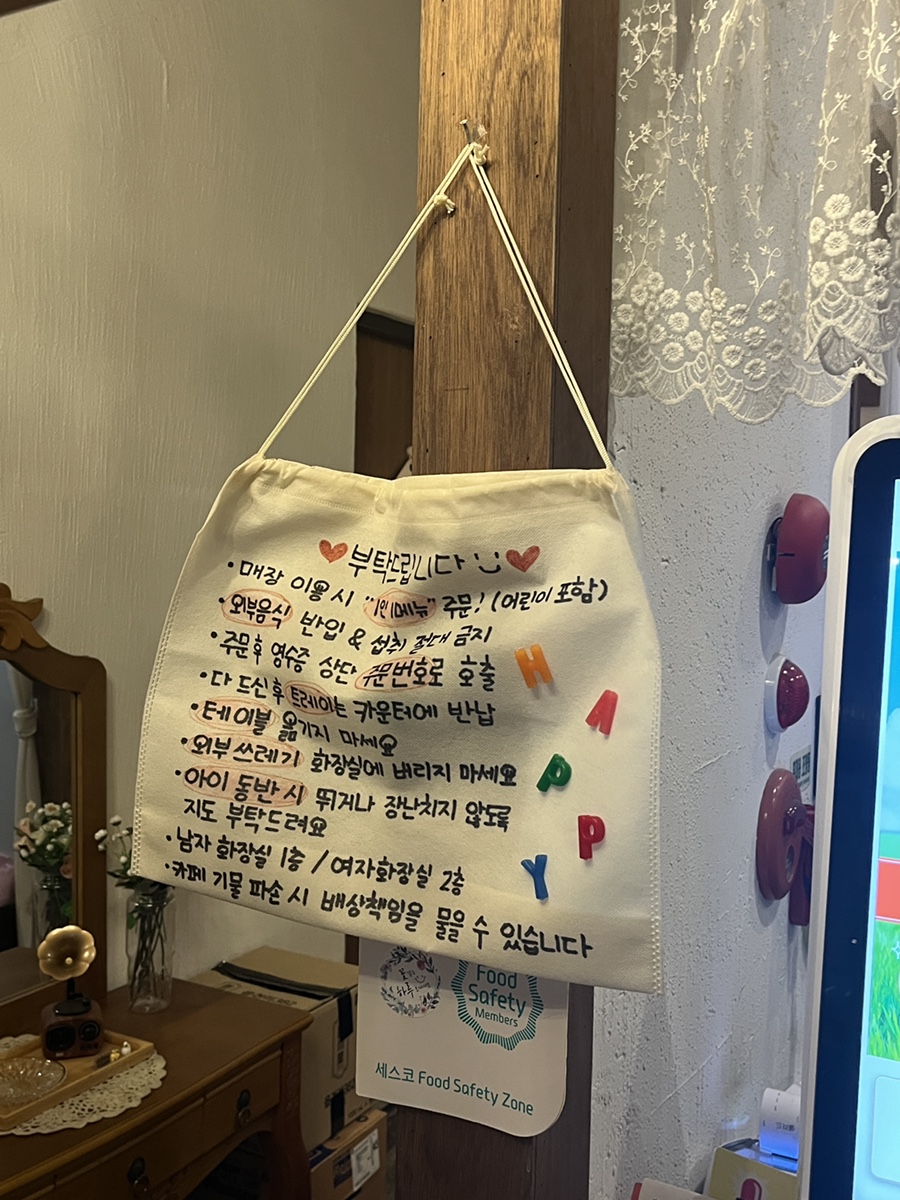 부탁드립니다
• 매장 이용 시 "1인 1메뉴" 주문! (어린이 포함)
• 외부음식 반입 & 섭취 절대 금지
• 주문 후 영수증 상단 주문번호로 호출
• 다 드신 후 트레이는 카운터에 반납
• 테이블 옮기지 마세요
• 외부 쓰레기 화장실에 버리지 마세요
• 아이 동반 시 뛰거나 장난치지 않도록
지도 부탁드려요
• 남자 화장실 1층 / 여자화장실 2층
• 카페 기물 파손 시 배상책임을 물을 수 있습니다
H
A
P
P
Y
Food
Safety
Members
세스코 Food Safety Zone